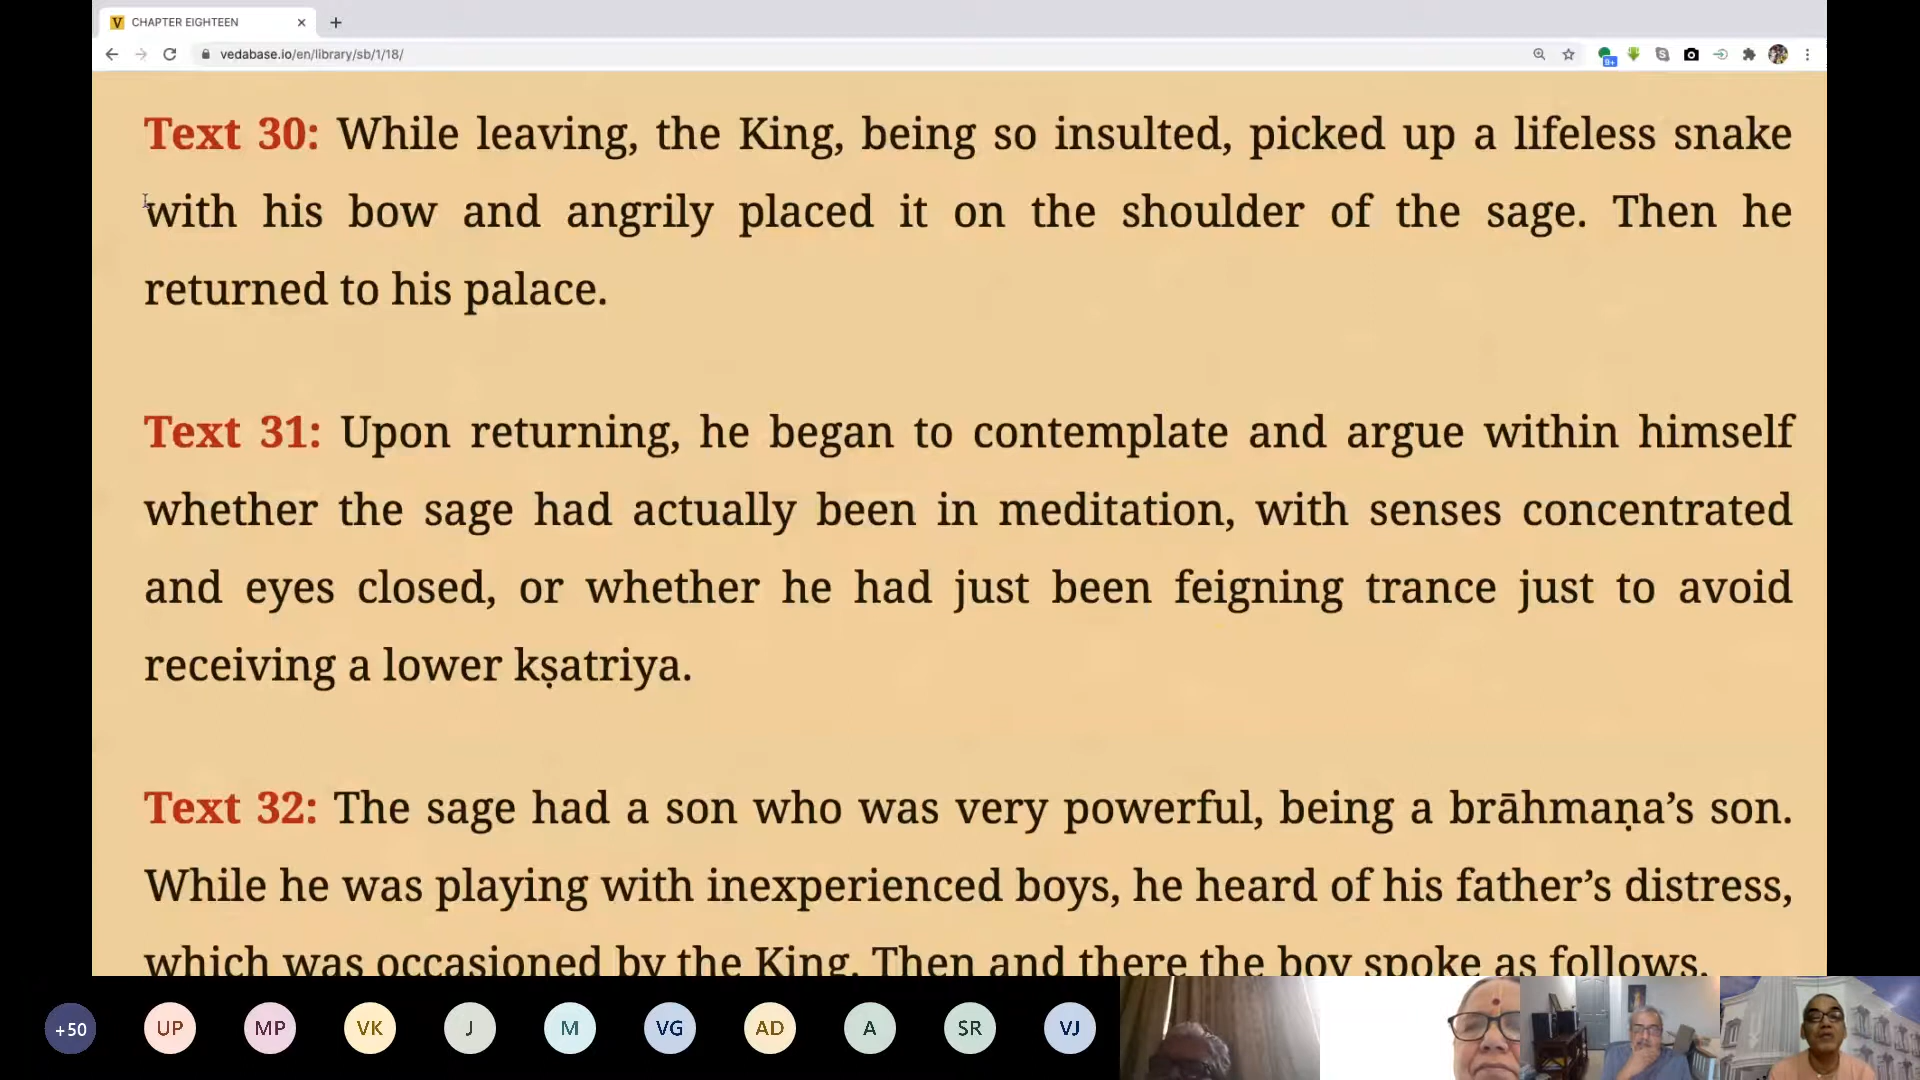 CHAPTER EIGHTEEN
vedabase.io/en/library/sb/1/18/
9+
Text 30: While leaving, the King, being so insulted, picked up a lifeless snake
with his bow and angrily placed it on the shoulder of the sage. Then he
returned to his palace.
Text 31: Upon returning, he began to contemplate and argue within himself
whether the sage had actually been in meditation, with senses concentrated
and eyes closed, or whether he had just been feigning trance just to avoid
receiving a lower kṣatriya.
Text 32: The sage had a son who was very powerful, being a brāhmaṇa’s son.
While he was playing with inexperienced boys, he heard of his father’s distress,
which was occasioned by the King. Then and there the boy spoke as follows.
+50 UP MP VK J M VG AD A SR VJ